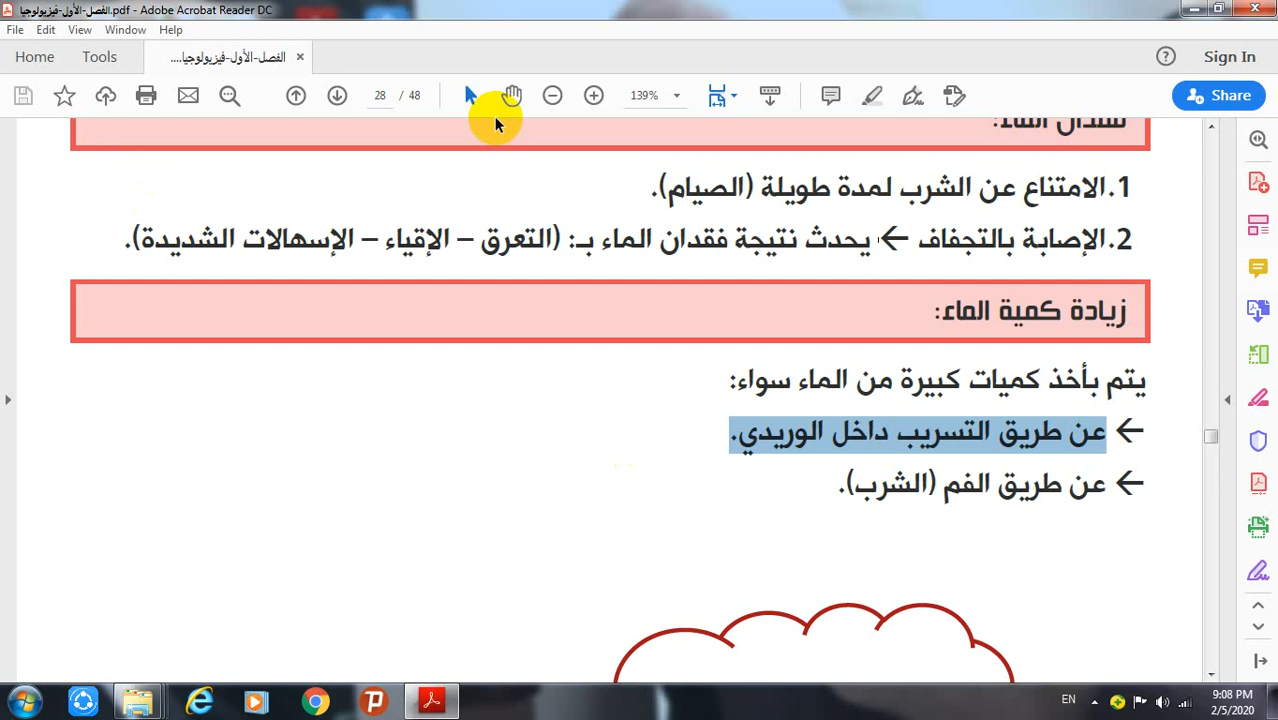 الفصل-الأول-فيزيولوجيا.pdf - Adobe Acrobat Reader DC
File Edit View Window Help
Home Tools الفصل-الأول-فيزيولوجيا.... × Sign In
28 / 48 139% Share
فقدان الماء:
1. الامتناع عن الشرب لمدة طويلة (الصيام).
2. الإصابة بالتجفاف ← يحدث نتيجة فقدان الماء بـ: (التعرق – الإقياء – الإسهالات الشديدة).
زيادة كمية الماء:
يتم بأخذ كميات كبيرة من الماء سواء:
← عن طريق التسريب داخل الوريدي.
← عن طريق الفم (الشرب).
EN 9:08 PM
2/5/2020